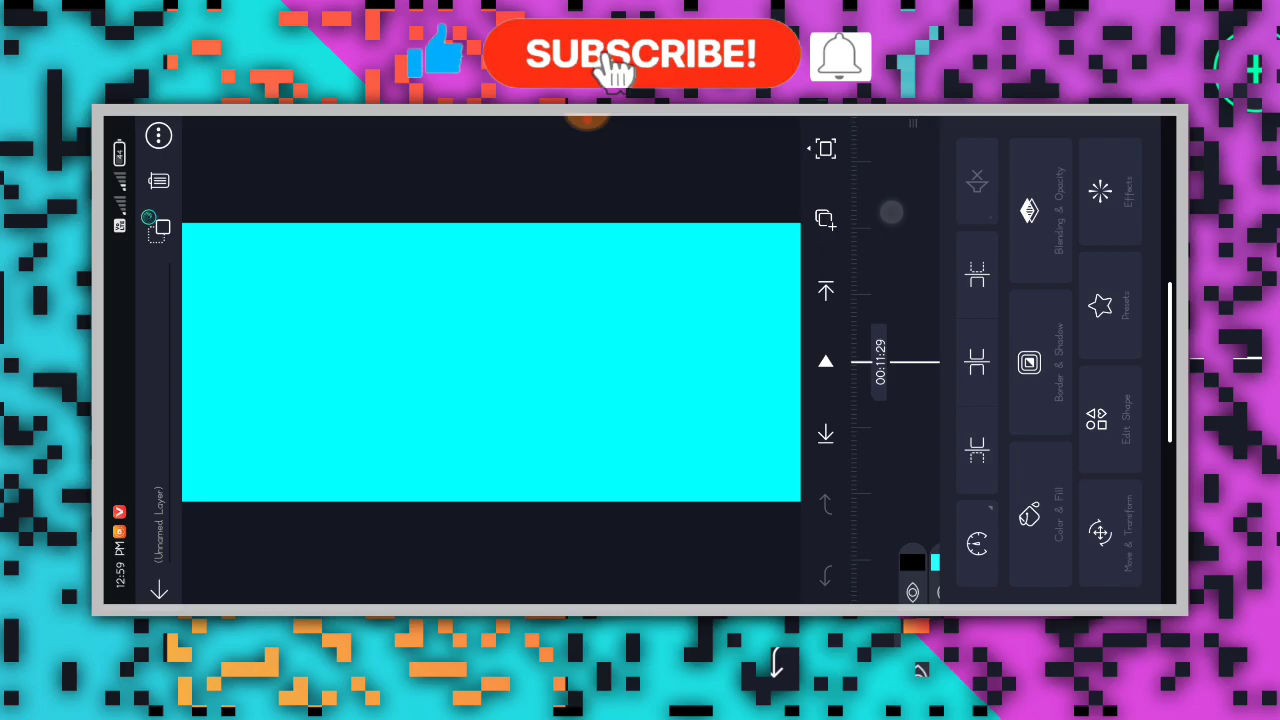 SUBSCRIBE!
12:59 PM
44
(Unnamed Layer)
00:11:29
Move & Transform
Edit Shape
Presets
Effects
Color & Fill
Border & Shadow
Blending & Opacity